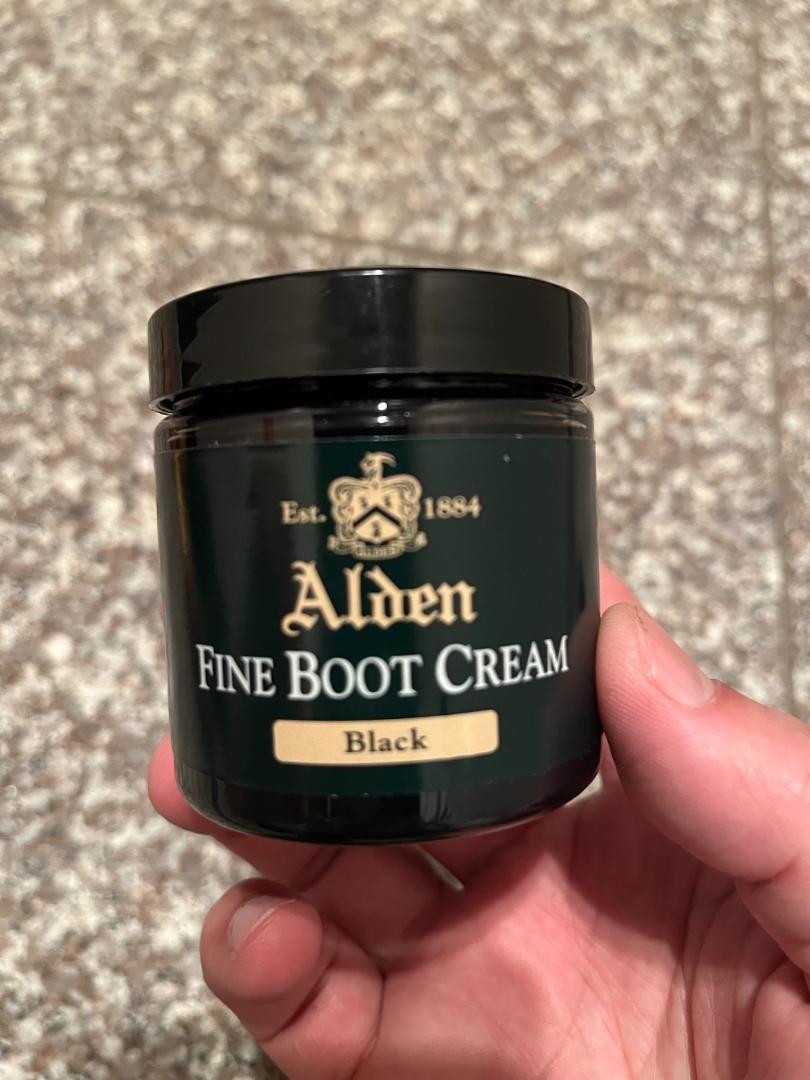 Est. 1884
Alden
FINE BOOT CREAM
Black